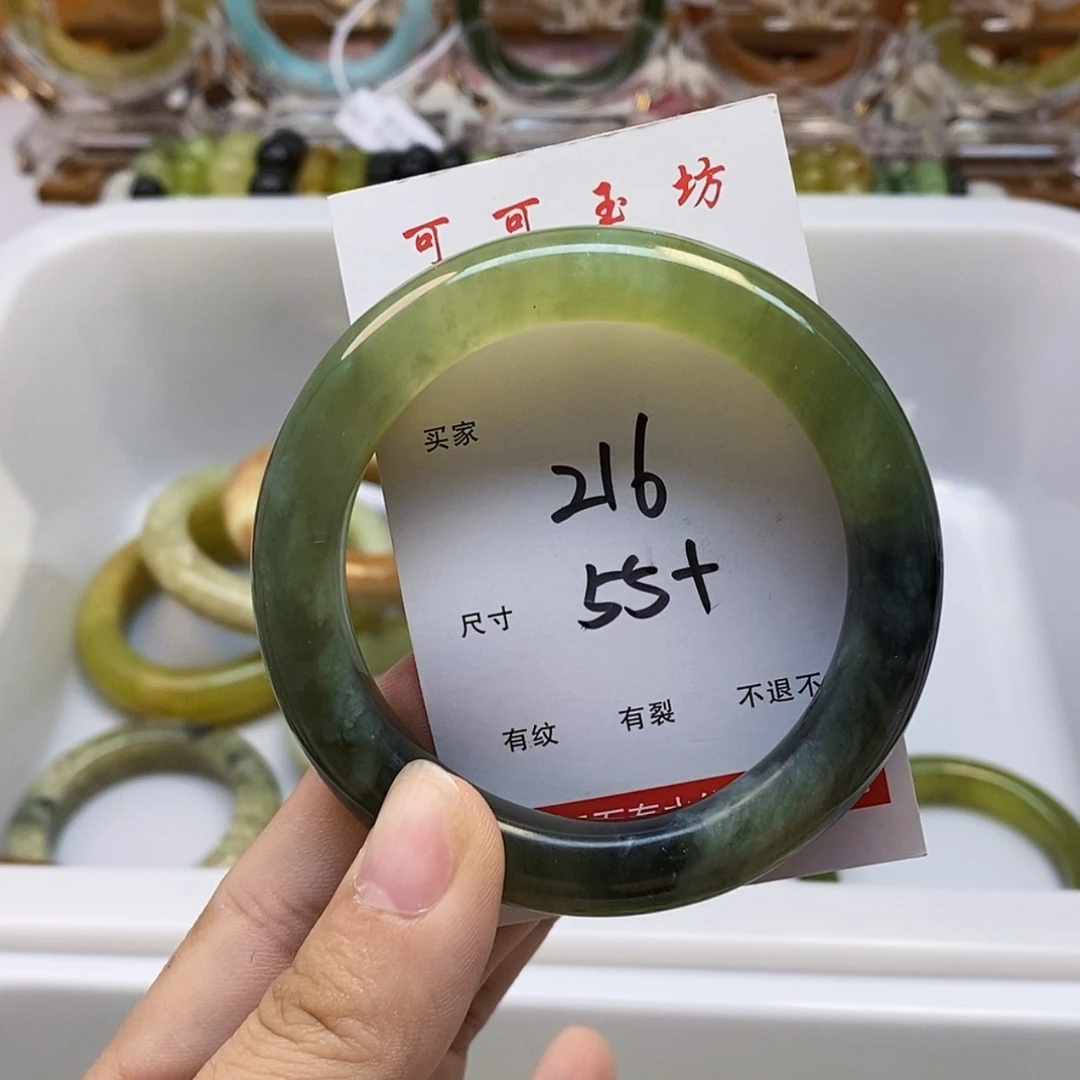 可可玉坊
买家 216
尺寸 55+
有纹 有裂 不退不